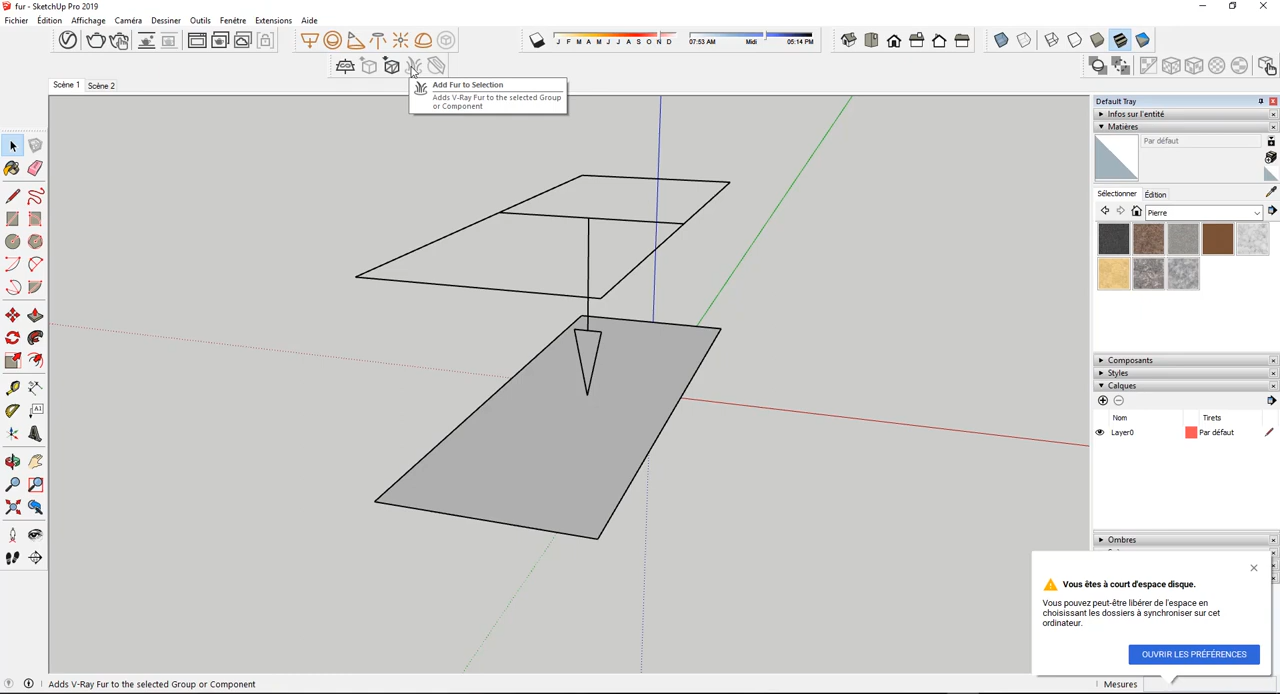 fur - SketchUp Pro 2019
Fichier Édition Affichage Caméra Dessiner Outils Fenêtre Extensions Aide
J F M A M J J A S O N D 07:53 AM Midi 05:14 PM
Scène 1 Scène 2
Add Fur to Selection
Adds V-Ray Fur to the selected Group
or Component
Default Tray
Infos sur l'entité
Matières
Par défaut
Sélectionner Édition
Pierre
Composants
Styles
Calques
Nom Tirets
Layer0 Par défaut
Ombres
Vous êtes à court d'espace disque.
Vous pouvez peut-être libérer de l'espace en
choisissant les dossiers à synchroniser sur cet
ordinateur.
OUVRIR LES PRÉFÉRENCES
Adds V-Ray Fur to the selected Group or Component
Mesures